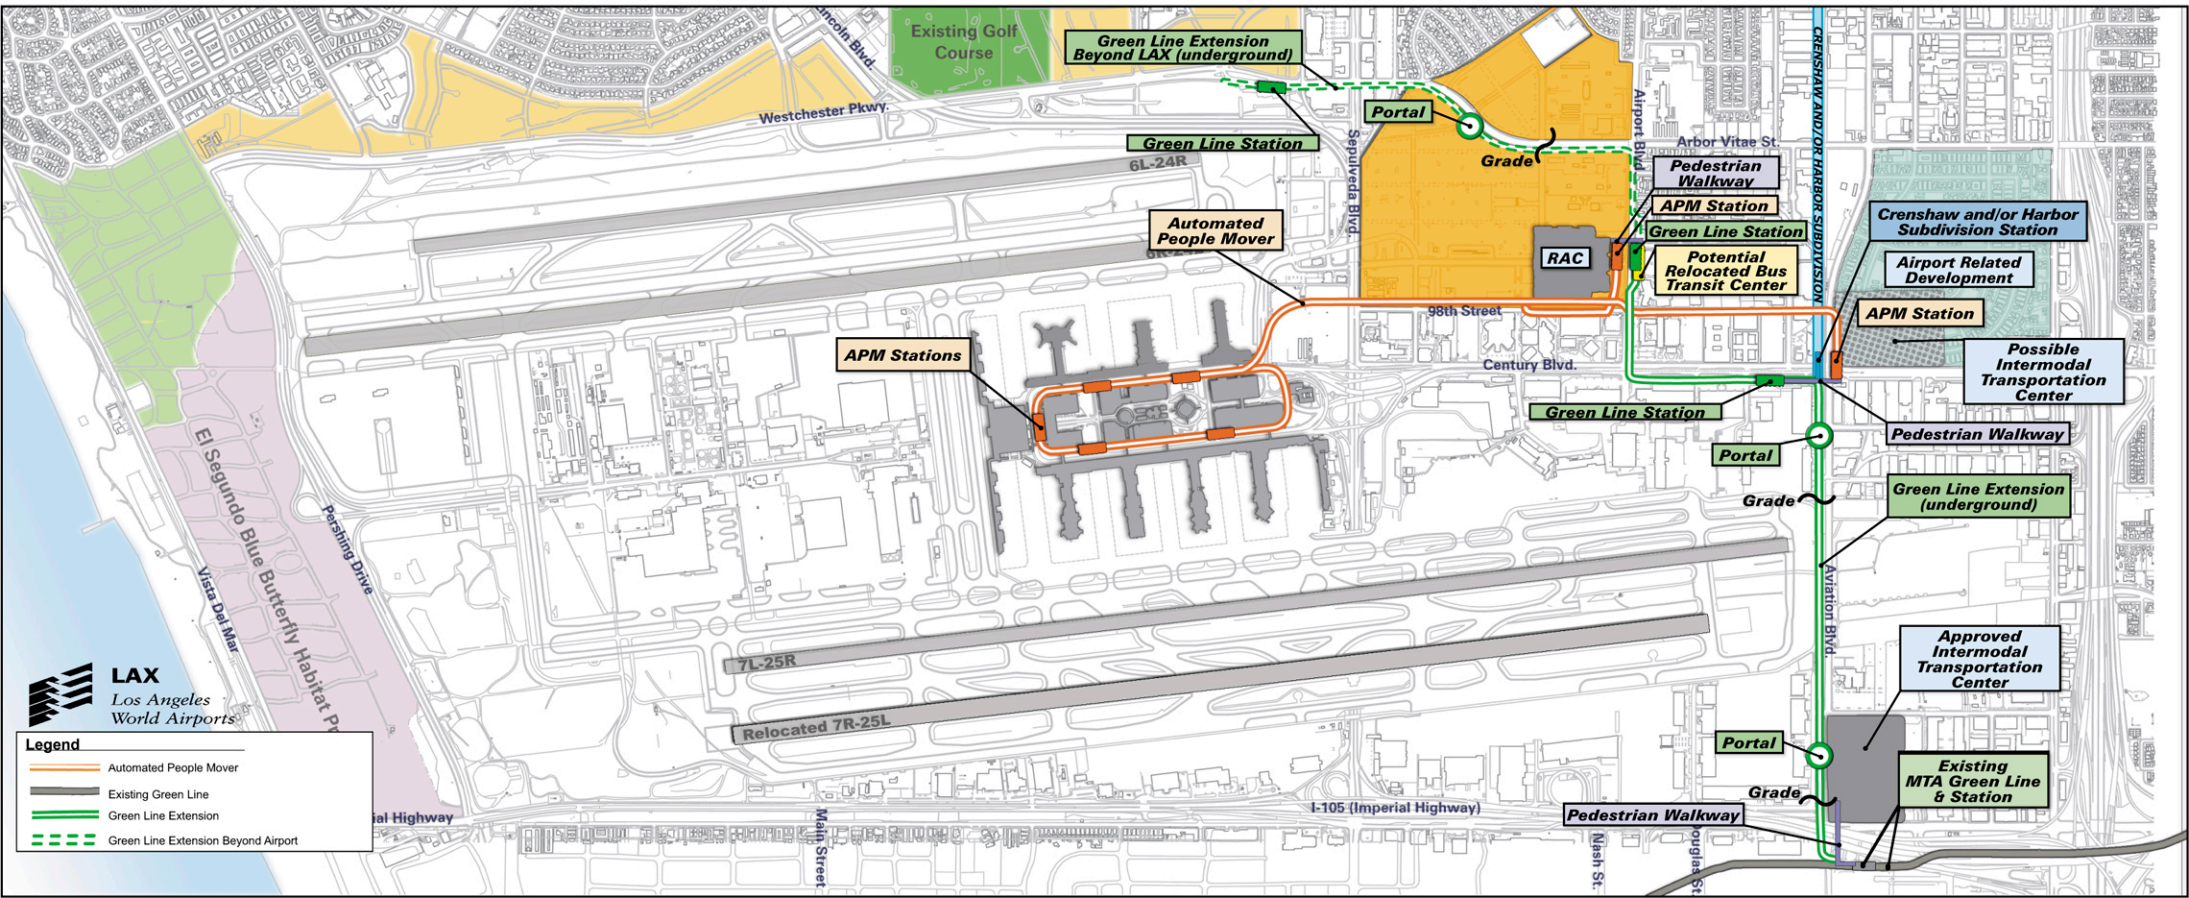 Existing Golf
Course
Lincoln Blvd.
Green Line Extension
Beyond LAX (underground)
Westchester Pkwy.
Portal
Green Line Station
Grade
6L-24R
Sepulveda Blvd.
Airport Blvd.
Arbor Vitae St.
CRENSHAW AND/OR HARBOR SUBDIVISION
Pedestrian
Walkway
APM Station
Green Line Station
Potential
Relocated Bus
Transit Center
RAC
Crenshaw and/or Harbor
Subdivision Station
Airport Related
Development
APM Station
Possible
Intermodal
Transportation
Center
Automated
People Mover
98th Street
Century Blvd.
APM Stations
Green Line Station
Pedestrian Walkway
Portal
Grade
Green Line Extension
(underground)
Aviation Blvd.
El Segundo Blue Butterfly Habitat
Pershing Drive
Vista Del Mar
7L-25R
Relocated 7R-25L
Approved
Intermodal
Transportation
Center
Portal
Grade
Existing
MTA Green Line
& Station
Pedestrian Walkway
I-105 (Imperial Highway)
Main Street
Nash St.
Douglas St.
Highway
LAX
Los Angeles
World Airports
Legend
Automated People Mover
Existing Green Line
Green Line Extension
Green Line Extension Beyond Airport